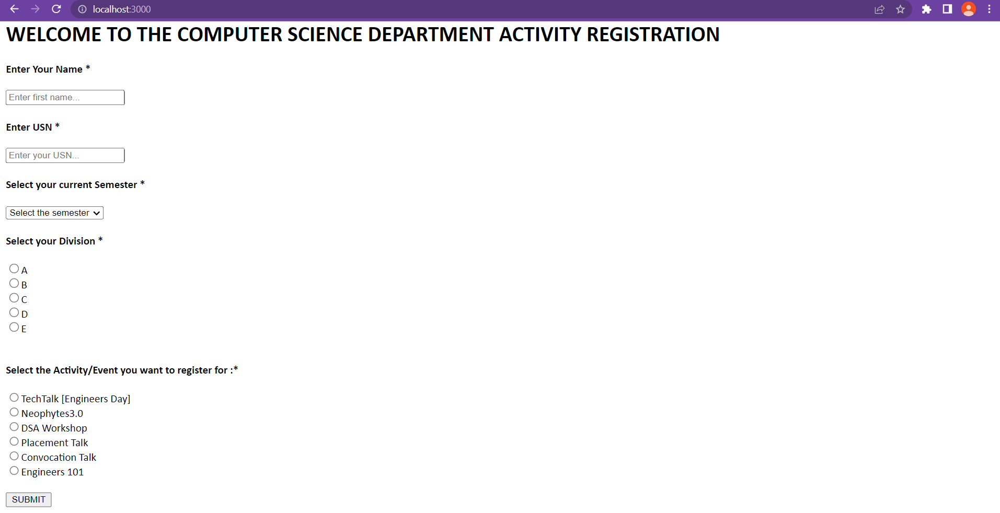 localhost:3000
WELCOME TO THE COMPUTER SCIENCE DEPARTMENT ACTIVITY REGISTRATION
Enter Your Name *
Enter first name...
Enter USN *
Enter your USN...
Select your current Semester *
Select the semester
Select your Division *
A
B
C
D
E
Select the Activity/Event you want to register for :*
TechTalk [Engineers Day]
Neophytes3.0
DSA Workshop
Placement Talk
Convocation Talk
Engineers 101
SUBMIT